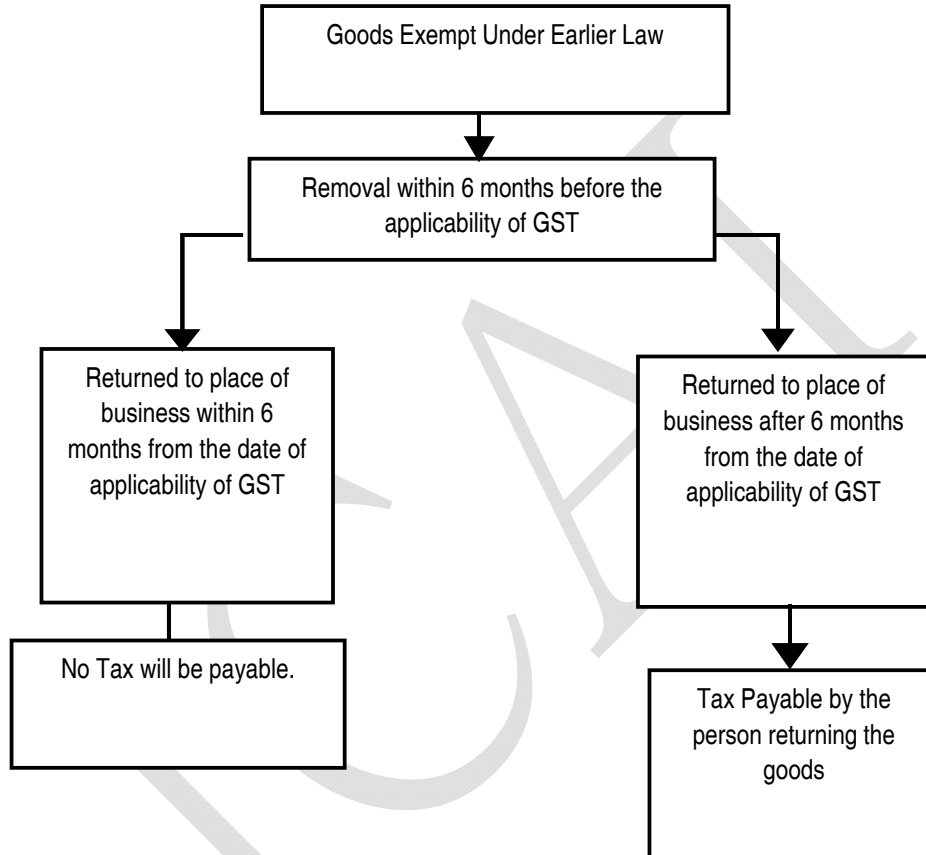 Goods Exempt Under Earlier Law
Removal within 6 months before the
applicability of GST
Returned to place of
business within 6
months from the date of
applicability of GST
Returned to place of
business after 6 months
from the date of
applicability of GST
No Tax will be payable.
Tax Payable by the
person returning the
goods
ICAI